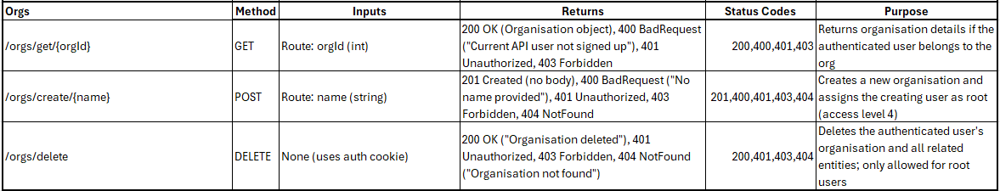 Orgs Method Inputs Returns Status Codes Purpose
/orgs/get/{orgId} GET Route: orgId (int) 200 OK (Organisation object), 400 BadRequest
("Current API user not signed up"), 401
Unauthorized, 403 Forbidden 200,400,401,403 Returns organisation details if the
authenticated user belongs to the
org
/orgs/create/{name} POST Route: name (string) 201 Created (no body), 400 BadRequest ("No
name provided"), 401 Unauthorized, 403
Forbidden, 404 NotFound 201,400,401,403,404 Creates a new organisation and
assigns the creating user as root
(access level 4)
/orgs/delete DELETE None (uses auth cookie) 200 OK ("Organisation deleted"), 401
Unauthorized, 403 Forbidden, 404 NotFound
("Organisation not found") 200,401,403,404 Deletes the authenticated user's
organisation and all related
entities; only allowed for root
users